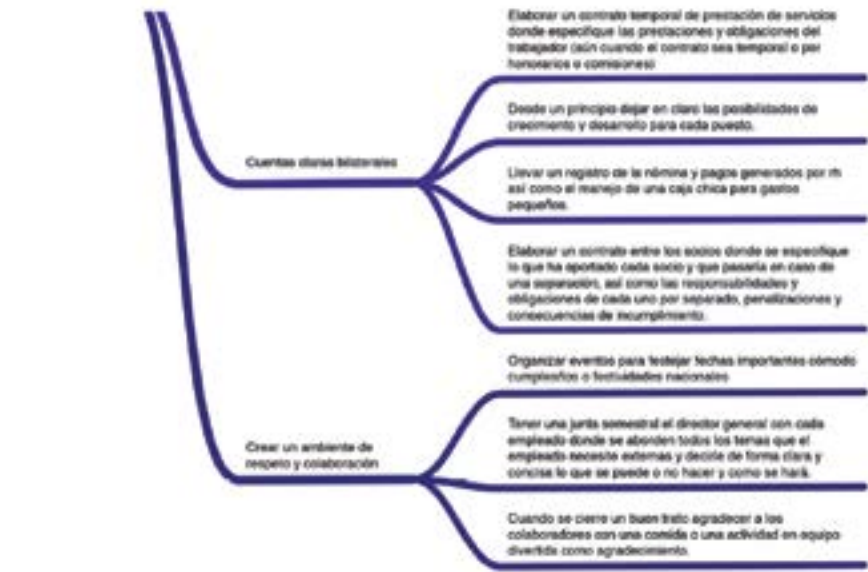 Elaborar un contrato temporal de prestación de servicios
donde especifique las prestaciones y obligaciones del
trabajador (aún cuando el contrato sea temporal o por
honorarios o comisiones)
Desde un principio dejar en claro las posibilidades de
crecimiento y desarrollo para cada puesto.
Cuentas claras bilaterales
Llevar un registro de la nómina y pagos generados por rh
así como el manejo de una caja chica para gastos
pequeños.
Elaborar un contrato entre los socios donde se especifique
lo que ha aportado cada socio y que pasaría en caso de
una separación, así como las responsabilidades y
obligaciones de cada uno por separado, penalizaciones y
consecuencias de incumplimiento.
Organizar eventos para festejar fechas importantes cómodo
cumpleaños o festividades nacionales
Crear un ambiente de
respeto y colaboración
Tener una junta semestral el director general con cada
empleado donde se aborden todos los temas que el
empleado necesite externas y decirle de forma clara y
concisa lo que se puede o no hacer y como se hará.
Cuando se cierre un buen trato agradecer a los
colaboradores con una comida o una actividad en equipo
divertida como agradecimiento.